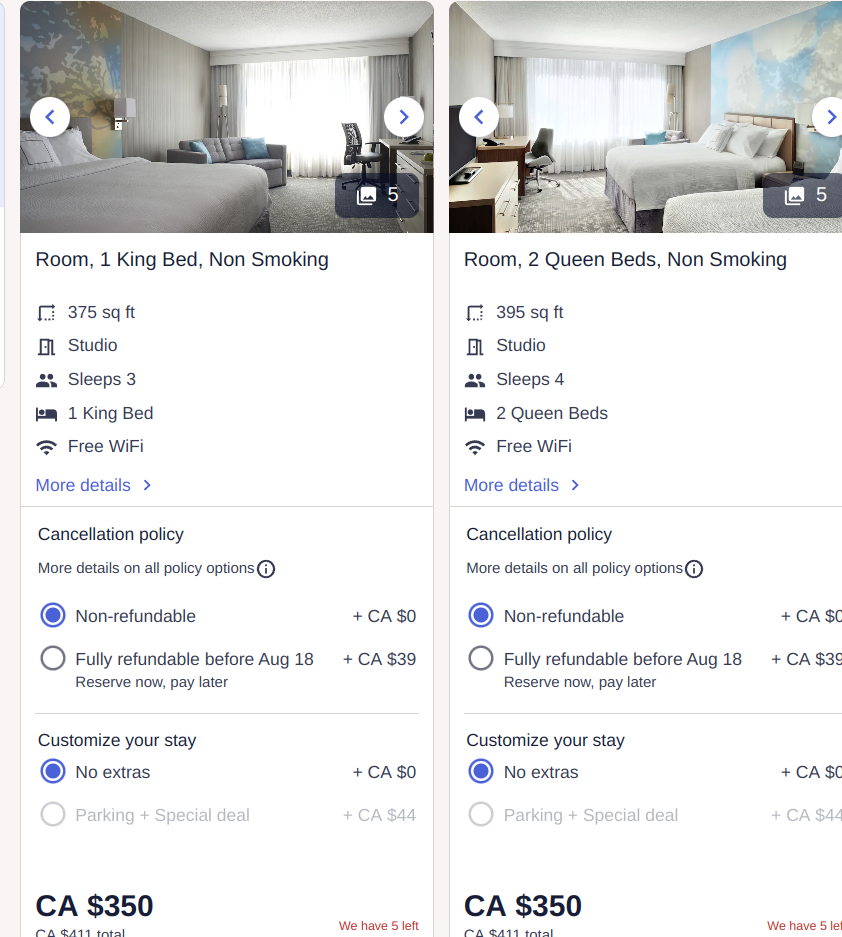 5
Room, 1 King Bed, Non Smoking
375 sq ft
Studio
Sleeps 3
1 King Bed
Free WiFi
More details
Cancellation policy
More details on all policy options
Non-refundable + CA $0
Fully refundable before Aug 18 + CA $39
Reserve now, pay later
Customize your stay
No extras + CA $0
Parking + Special deal + CA $44
CA $350
We have 5 left
CA $411 total
5
Room, 2 Queen Beds, Non Smoking
395 sq ft
Studio
Sleeps 4
2 Queen Beds
Free WiFi
More details
Cancellation policy
More details on all policy options
Non-refundable + CA $0
Fully refundable before Aug 18 + CA $39
Reserve now, pay later
Customize your stay
No extras + CA $0
Parking + Special deal + CA $44
CA $350
We have 5 left
CA $411 total